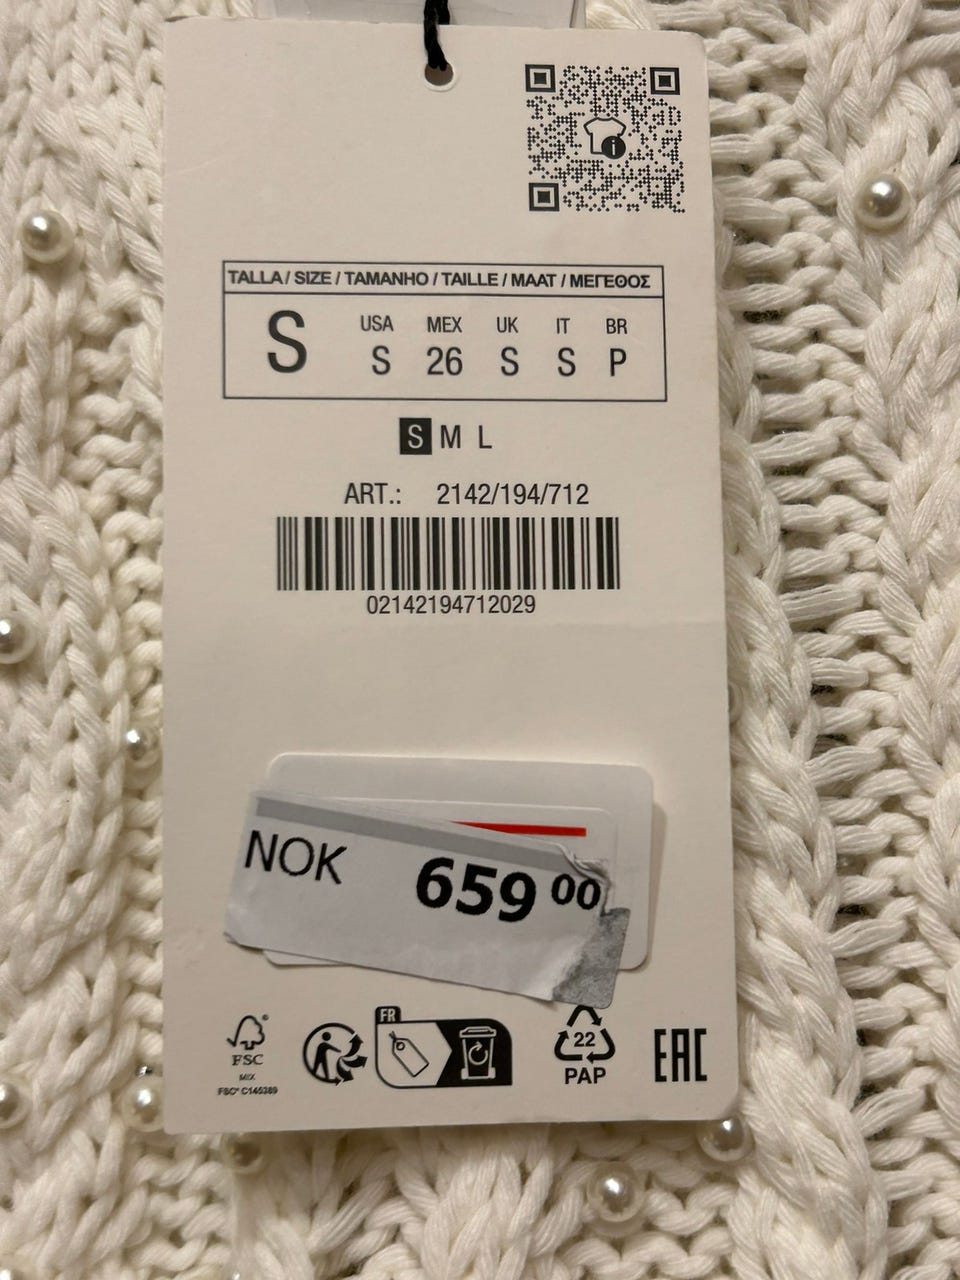 TALLA / SIZE / TAMANHO / TAILLE / MAAT / ΜΕΓΕΘΟΣ
S USA MEX UK IT BR
S 26 S S P
S M L
ART.: 2142/194/712
02142194712029
NOK 659 00
FR
FSC
MIX
FSC® C145389
22
PAP
EAC